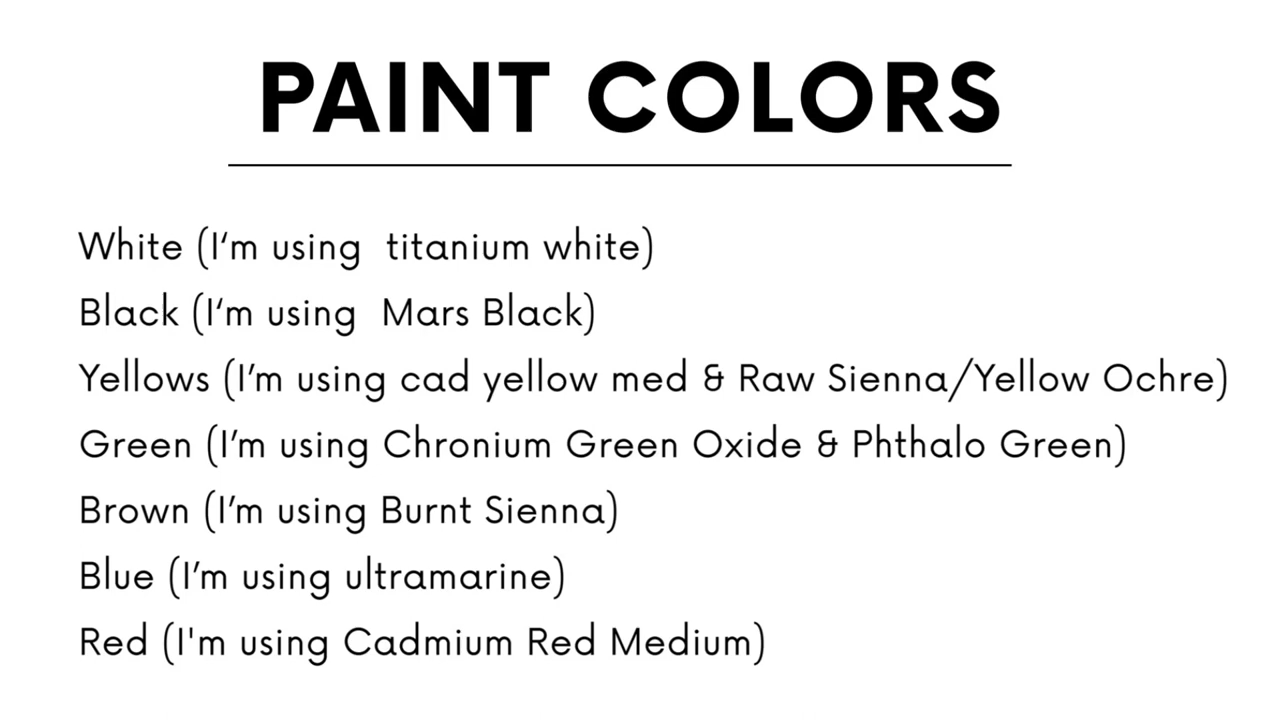 PAINT COLORS
White (I‘m using  titanium white)
Black (I‘m using  Mars Black)
Yellows (I’m using cad yellow med & Raw Sienna/Yellow Ochre)
Green (I’m using Chronium Green Oxide & Phthalo Green)
Brown (I’m using Burnt Sienna)
Blue (I’m using ultramarine)
Red (I'm using Cadmium Red Medium)